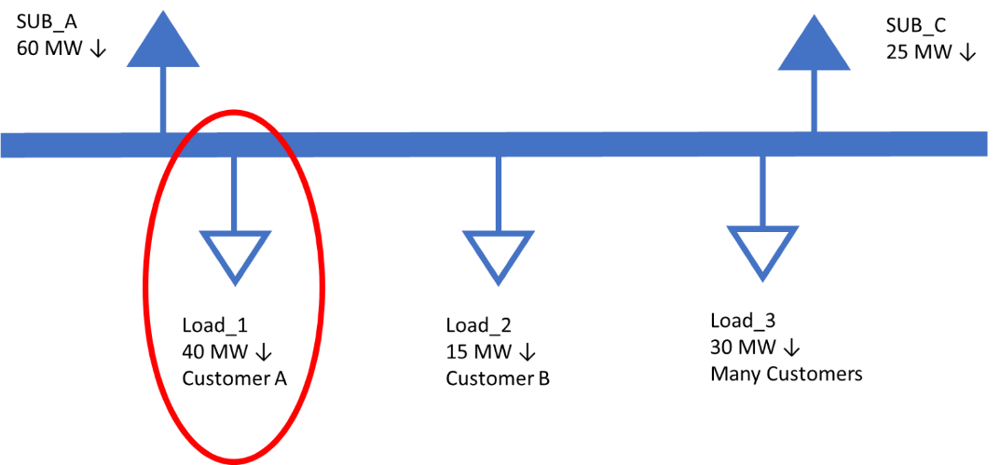 SUB_A
60 MW ↓
SUB_C
25 MW ↓
Load_1
40 MW ↓
Customer A
Load_2
15 MW ↓
Customer B
Load_3
30 MW ↓
Many Customers